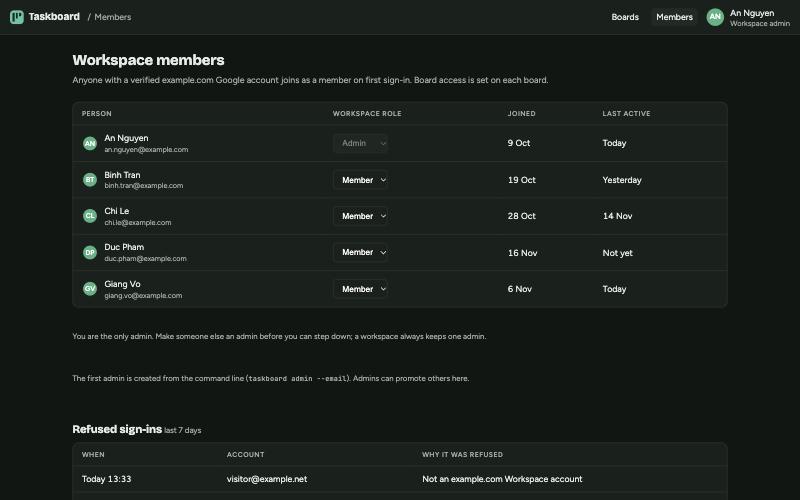 Taskboard / Members Boards Members AN An Nguyen
Workspace admin
Workspace members
Anyone with a verified example.com Google account joins as a member on first sign-in. Board access is set on each board.
PERSON WORKSPACE ROLE JOINED LAST ACTIVE
AN An Nguyen Admin 9 Oct Today
an.nguyen@example.com
BT Binh Tran Member 19 Oct Yesterday
binh.tran@example.com
CL Chi Le Member 28 Oct 14 Nov
chi.le@example.com
DP Duc Pham Member 16 Nov Not yet
duc.pham@example.com
GV Giang Vo Member 6 Nov Today
giang.vo@example.com
You are the only admin. Make someone else an admin before you can step down; a workspace always keeps one admin.
The first admin is created from the command line (taskboard admin --email). Admins can promote others here.
Refused sign-ins last 7 days
WHEN ACCOUNT WHY IT WAS REFUSED
Today 13:33 visitor@example.net Not an example.com Workspace account